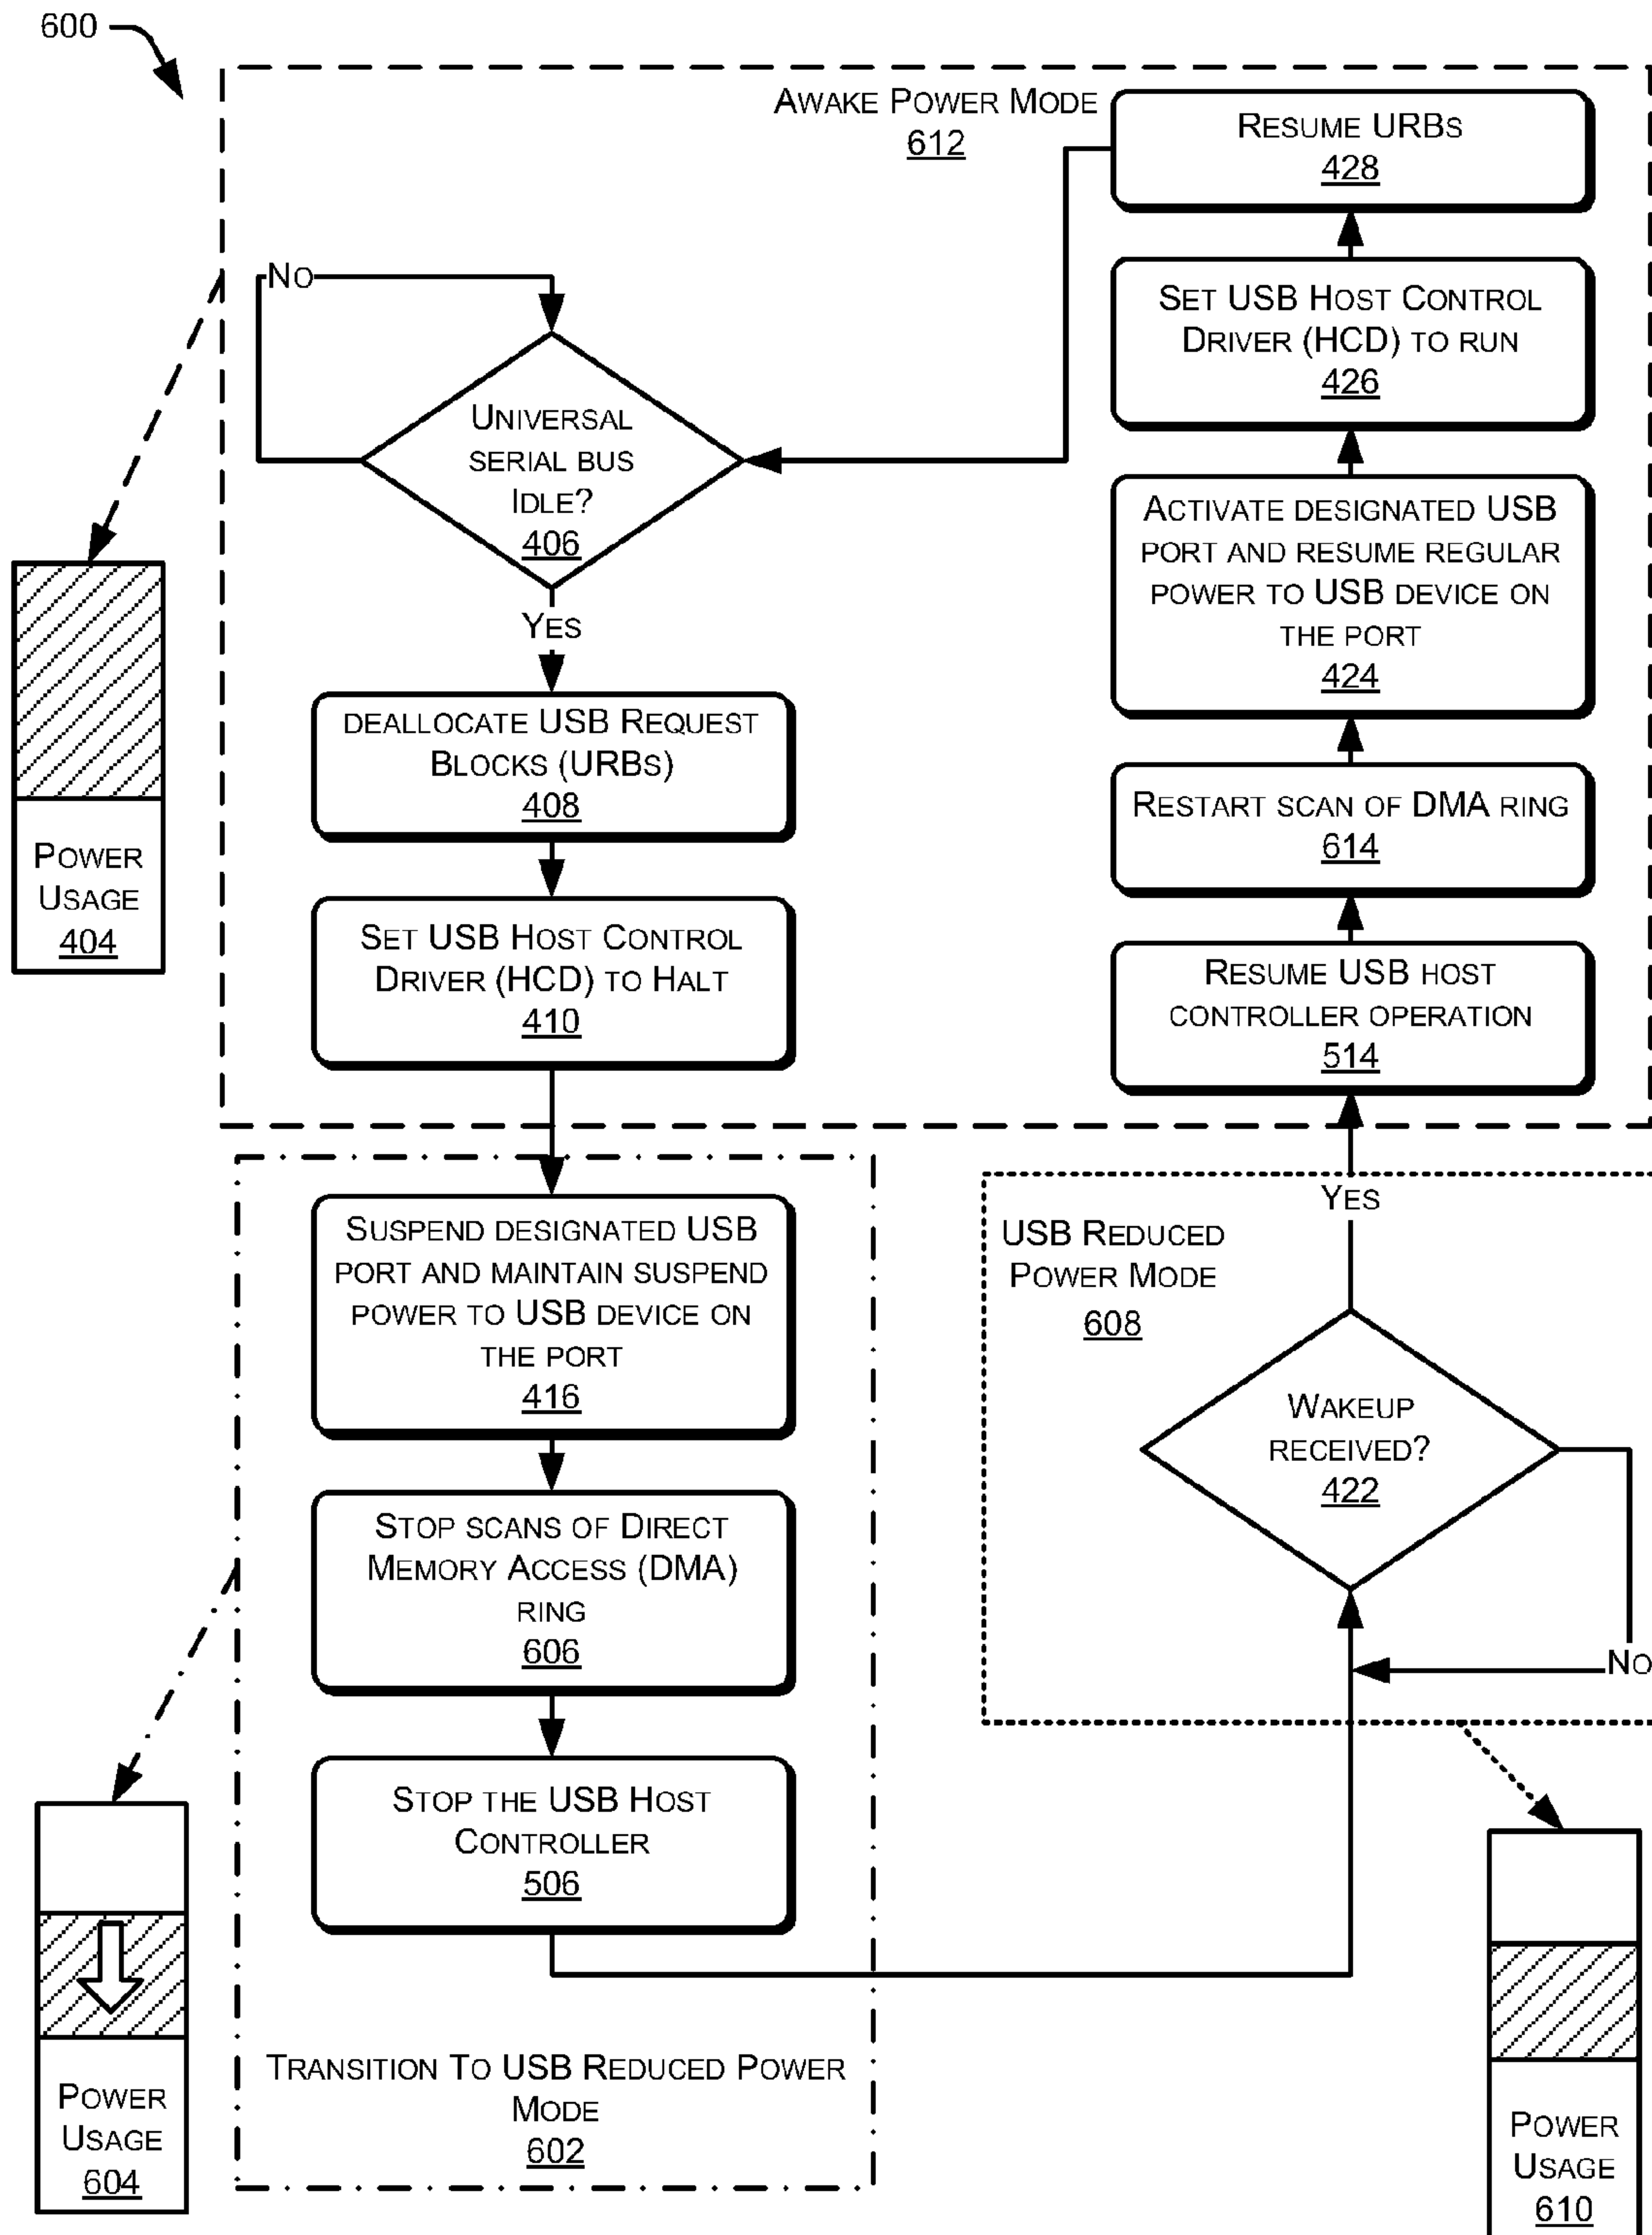 600
AWAKE POWER MODE
612
RESUME URBS
428
SET USB HOST CONTROL
DRIVER (HCD) TO RUN
426
ACTIVATE DESIGNATED USB
PORT AND RESUME REGULAR
POWER TO USB DEVICE ON
THE PORT
424
RESTART SCAN OF DMA RING
614
RESUME USB HOST
CONTROLLER OPERATION
514
NO
UNIVERSAL
SERIAL BUS
IDLE?
406
YES
DEALLOCATE USB REQUEST
BLOCKS (URBS)
408
SET USB HOST CONTROL
DRIVER (HCD) TO HALT
410
POWER
USAGE
404
SUSPEND DESIGNATED USB
PORT AND MAINTAIN SUSPEND
POWER TO USB DEVICE ON
THE PORT
416
STOP SCANS OF DIRECT
MEMORY ACCESS (DMA)
RING
606
STOP THE USB HOST
CONTROLLER
506
TRANSITION TO USB REDUCED POWER
MODE
602
POWER
USAGE
604
YES
USB REDUCED
POWER MODE
608
WAKEUP
RECEIVED?
422
NO
POWER
USAGE
610